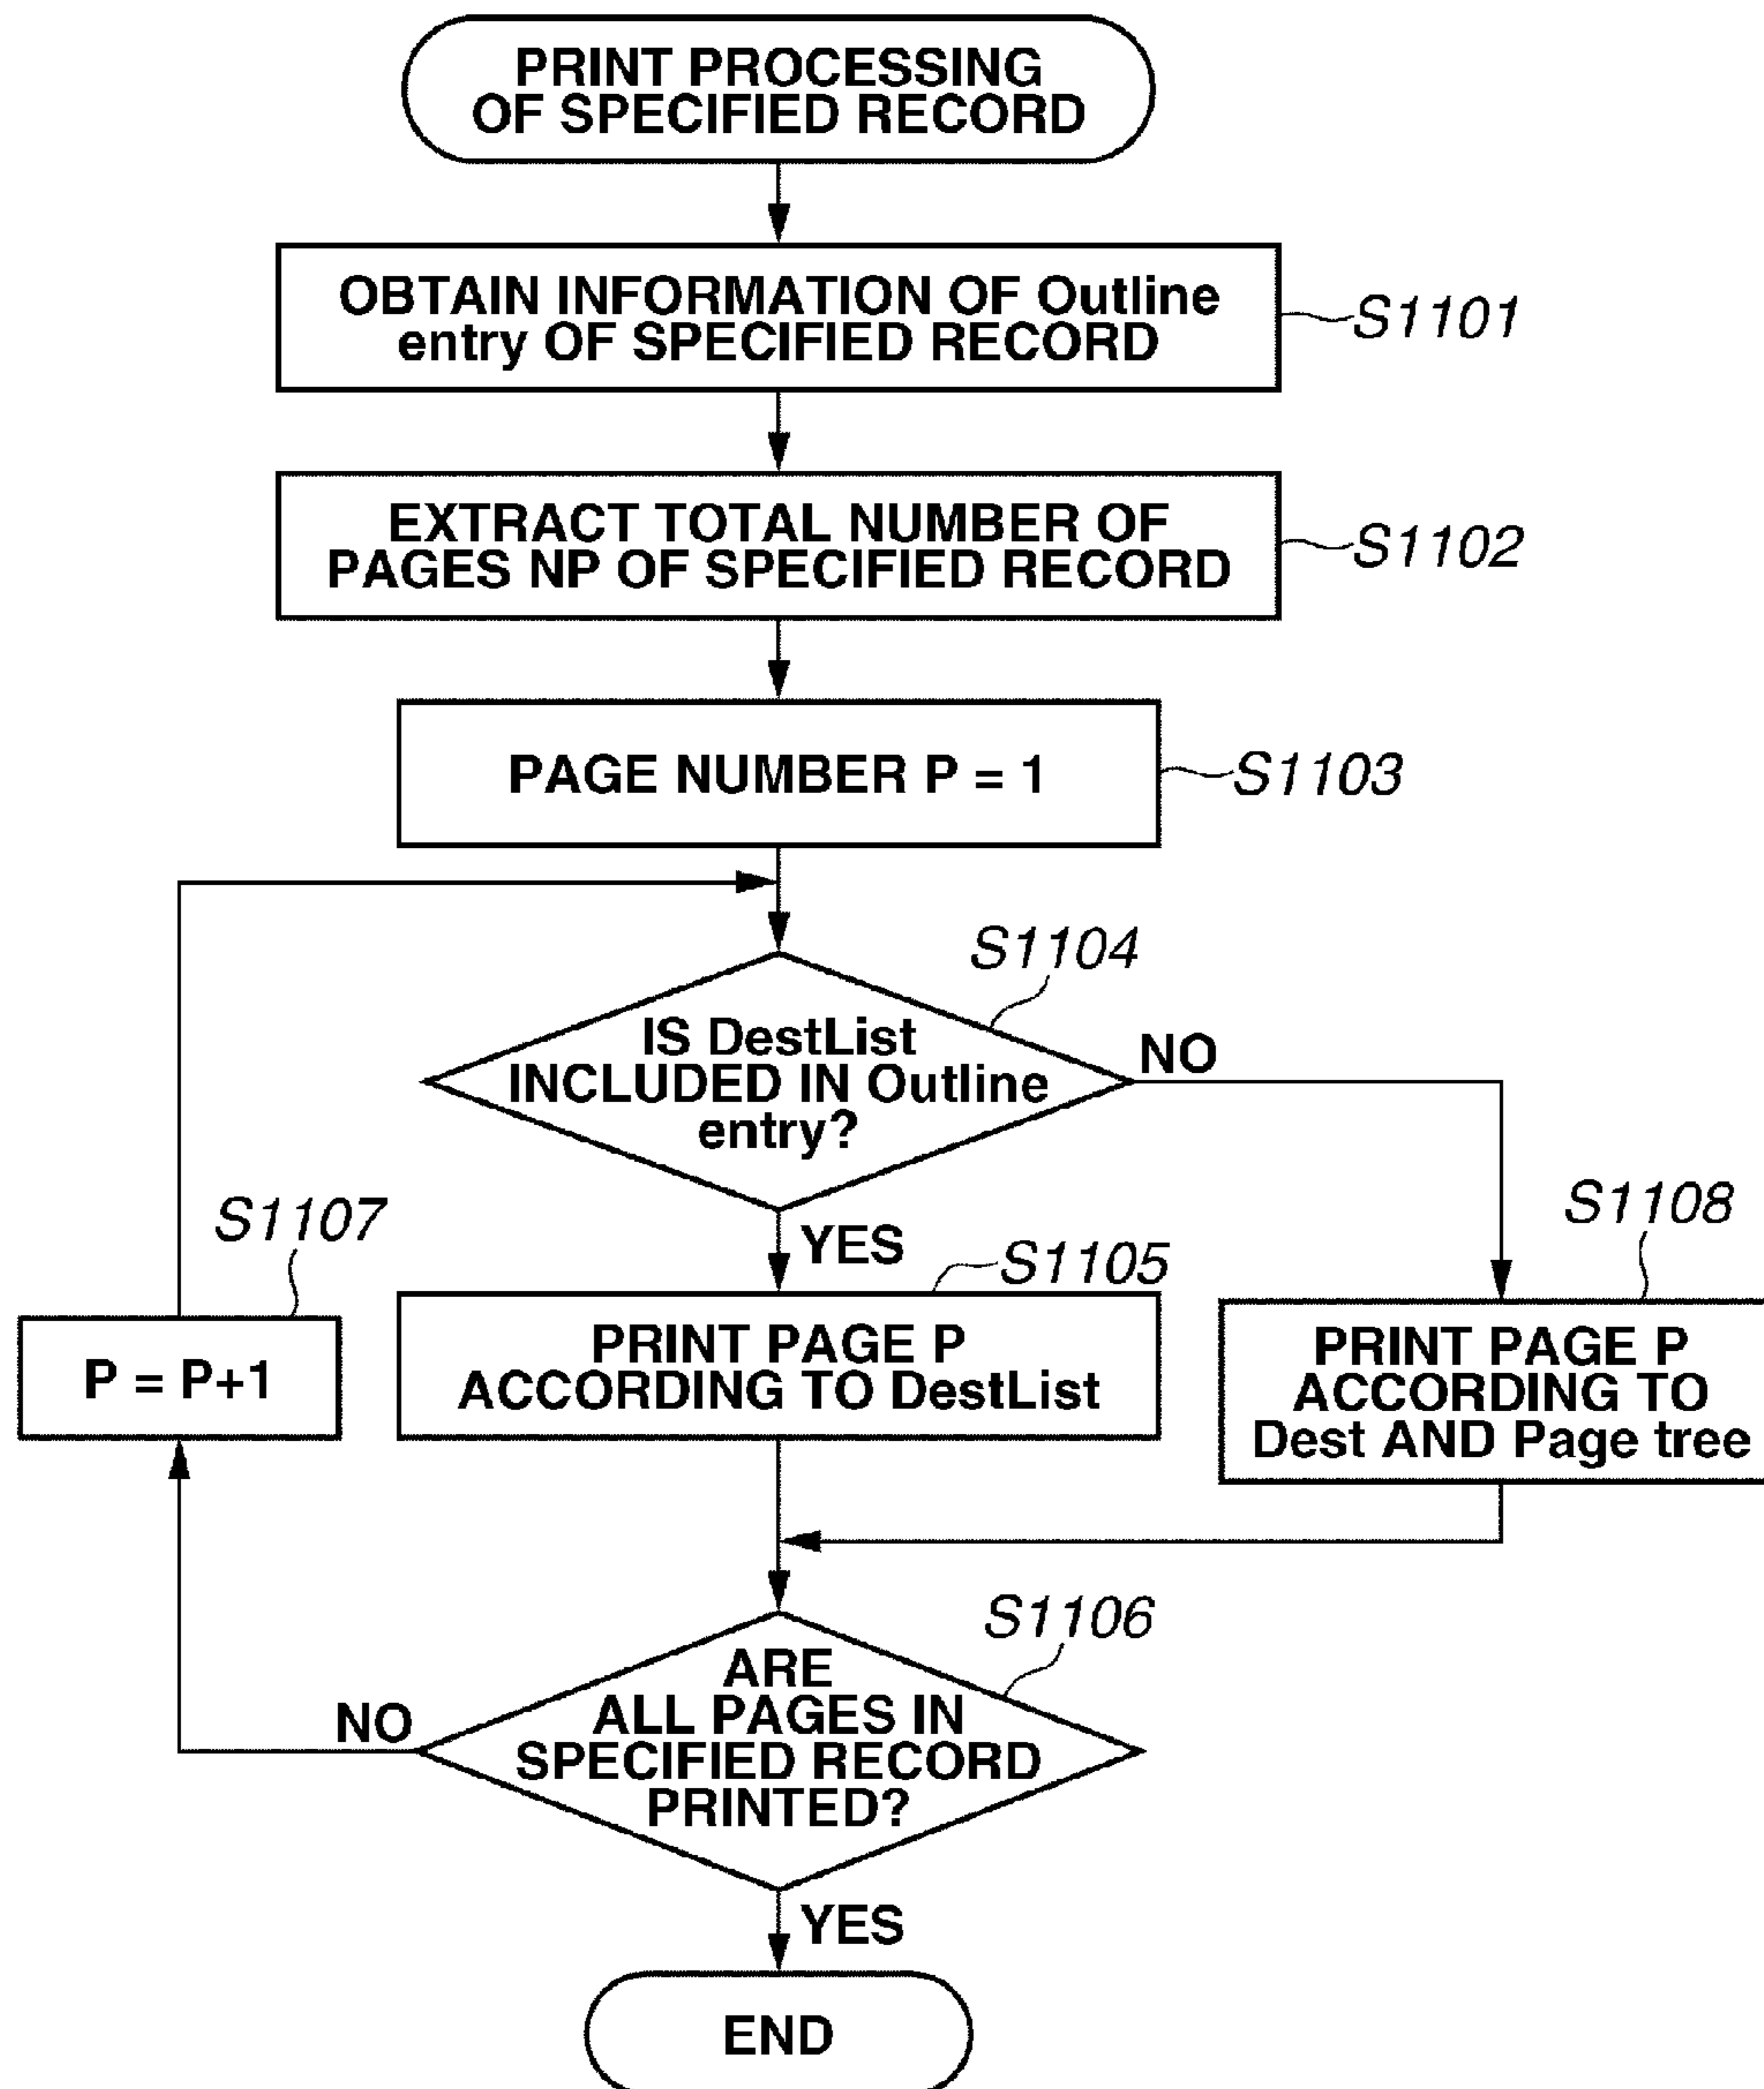 PRINT PROCESSING
OF SPECIFIED RECORD
OBTAIN INFORMATION OF Outline
entry OF SPECIFIED RECORD
S1101
EXTRACT TOTAL NUMBER OF
PAGES NP OF SPECIFIED RECORD
S1102
PAGE NUMBER P = 1
S1103
S1104
IS DestList
INCLUDED IN Outline
entry?
NO
YES
S1107
P = P+1
S1105
PRINT PAGE P
ACCORDING TO DestList
S1108
PRINT PAGE P
ACCORDING TO
Dest AND Page tree
S1106
ARE
ALL PAGES IN
SPECIFIED RECORD
PRINTED?
NO
YES
END